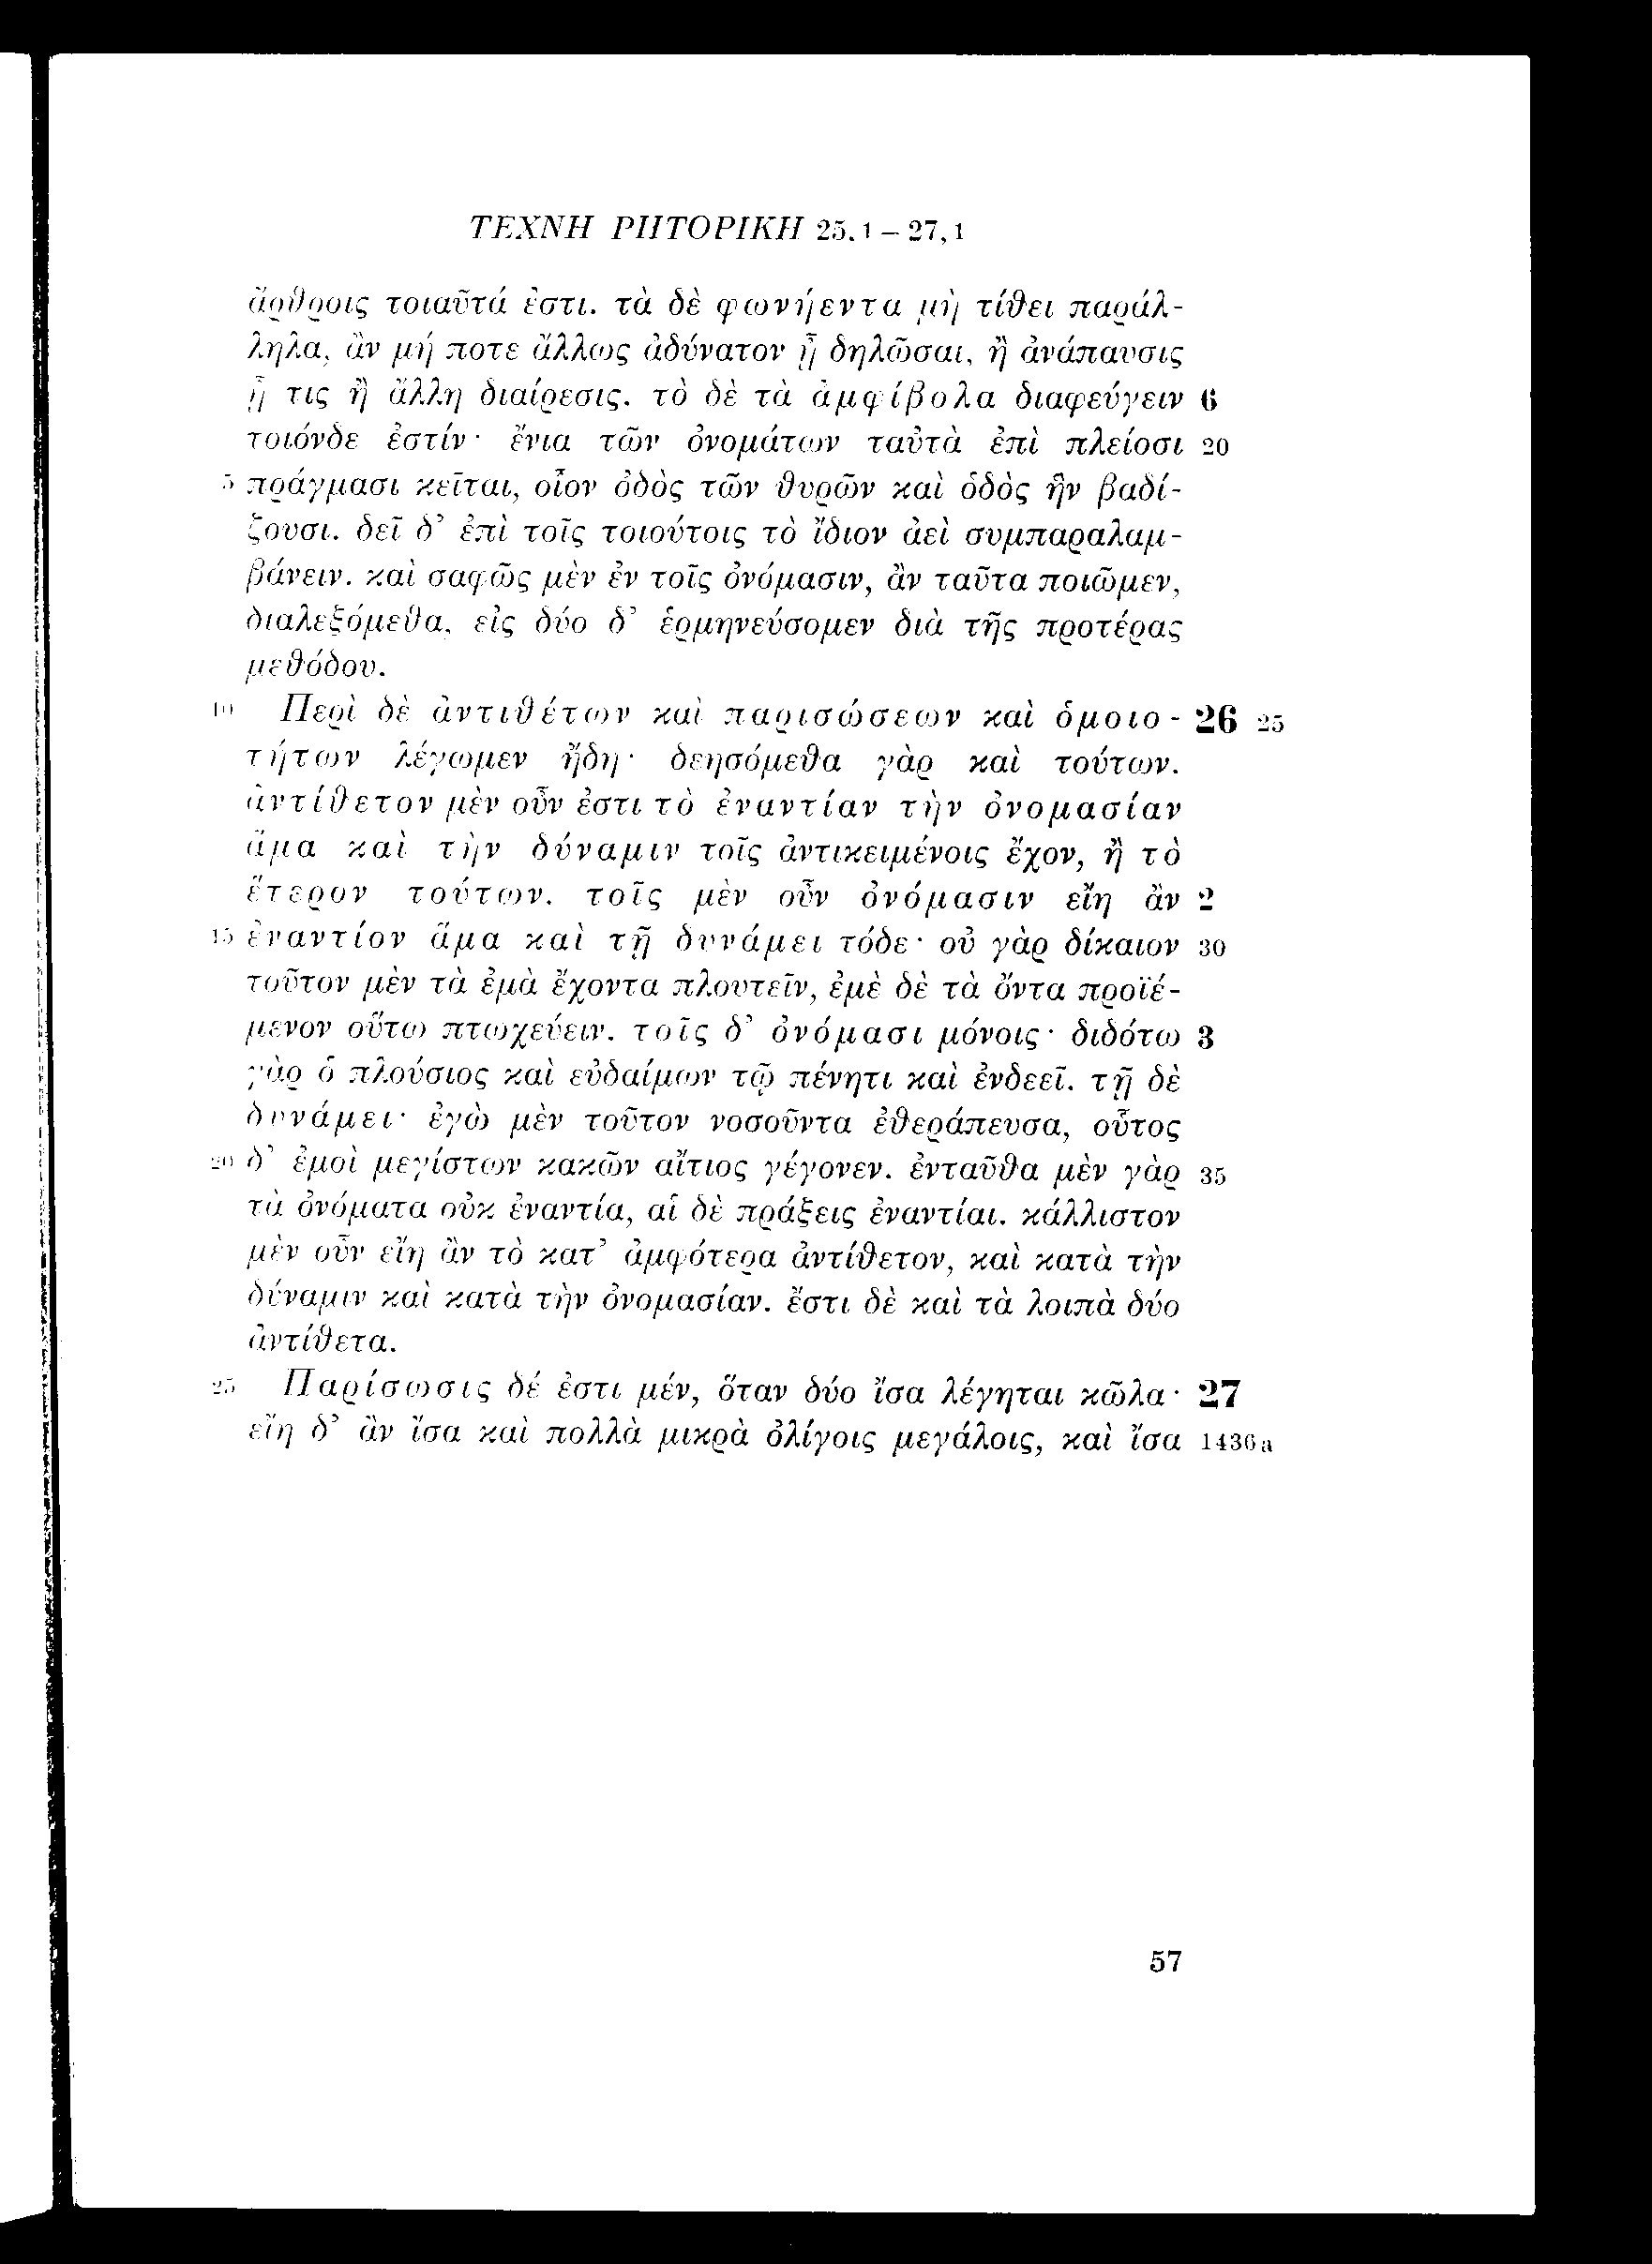 ΤΕΧΝΗ ΡΗΤΟΡΙΚΗ 25,1 – 27,1
ἄρθροις τοιαῦτά ἐστι. τὰ δὲ φωνήεντα μὴ τίθει παράλ-
ληλα, ἂν μή ποτε ἄλλως ἀδύνατον ᾖ δηλῶσαι, ἢ ἀνάπαυσις
ᾖ τις ἢ ἄλλη διαίρεσις. τὸ δὲ τὰ ἀμφίβολα διαφεύγειν 6
τοιόνδε ἐστίν· ἔνια τῶν ὀνομάτων ταὐτὰ ἐπὶ πλείοσι 20
5 πράγμασι κεῖται, οἷον ὀδὸς τῶν θυρῶν καὶ ὁδὸς ἣν βαδί-
ζουσι. δεῖ δ’ ἐπὶ τοῖς τοιούτοις τὸ ἴδιον ἀεὶ συμπαραλαμ-
βάνειν. καὶ σαφῶς μὲν ἐν τοῖς ὀνόμασιν, ἂν ταῦτα ποιῶμεν,
διαλεξόμεθα, εἰς δύο δ’ ἑρμηνεύσομεν διὰ τῆς προτέρας
μεθόδου.
10 Περὶ δὲ ἀντιθέτων καὶ παρισώσεων καὶ ὁμοιο- 26 25
τήτων λέγωμεν ἤδη· δεησόμεθα γὰρ καὶ τούτων.
ἀντίθετον μὲν οὖν ἐστι τὸ ἐναντίαν τὴν ὀνομασίαν
ἅμα καὶ τὴν δύναμιν τοῖς ἀντικειμένοις ἔχον, ἢ τὸ
ἕτερον τούτων. τοῖς μὲν οὖν ὀνόμασιν εἴη ἂν 2
15 ἐναντίον ἅμα καὶ τῇ δυνάμει τόδε· οὐ γὰρ δίκαιον 30
τοῦτον μὲν τὰ ἐμὰ ἔχοντα πλουτεῖν, ἐμὲ δὲ τὰ ὄντα προϊέ-
μενον οὕτω πτωχεύειν. τοῖς δ’ ὀνόμασι μόνοις· διδότω 3
γὰρ ὁ πλούσιος καὶ εὐδαίμων τῷ πένητι καὶ ἐνδεεῖ. τῇ δὲ
δυνάμει· ἐγὼ μὲν τοῦτον νοσοῦντα ἐθεράπευσα, οὗτος
20 δ’ ἐμοὶ μεγίστων κακῶν αἴτιος γέγονεν. ἐνταῦθα μὲν γὰρ 35
τὰ ὀνόματα οὐκ ἐναντία, αἱ δὲ πράξεις ἐναντίαι. κάλλιστον
μὲν οὖν εἴη ἂν τὸ κατ’ ἀμφότερα ἀντίθετον, καὶ κατὰ τὴν
δύναμιν καὶ κατὰ τὴν ὀνομασίαν. ἔστι δὲ καὶ τὰ λοιπὰ δύο
ἀντίθετα.
25 Παρίσωσις δέ ἐστι μέν, ὅταν δύο ἴσα λέγηται κῶλα· 27
εἴη δ’ ἂν ἴσα καὶ πολλὰ μικρὰ ὀλίγοις μεγάλοις, καὶ ἴσα 1436a
57